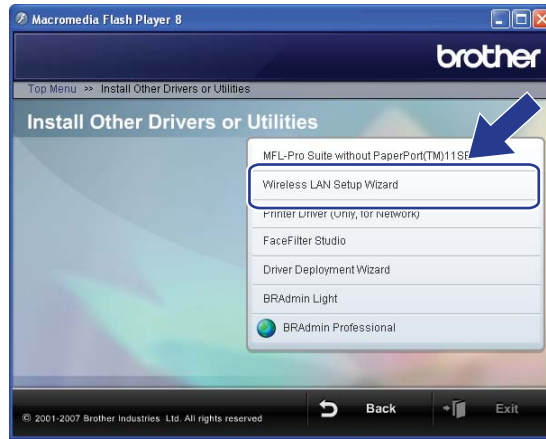 Macromedia Flash Player 8
brother
Top Menu >> Install Other Drivers or Utilities
Install Other Drivers or Utilities
MFL-Pro Suite without PaperPort(TM)11SE
Wireless LAN Setup Wizard
Printer Driver (Only, for Network)
FaceFilter Studio
Driver Deployment Wizard
BRAdmin Light
BRAdmin Professional
© 2001-2007 Brother Industries Ltd. All rights reserved
Back
Exit